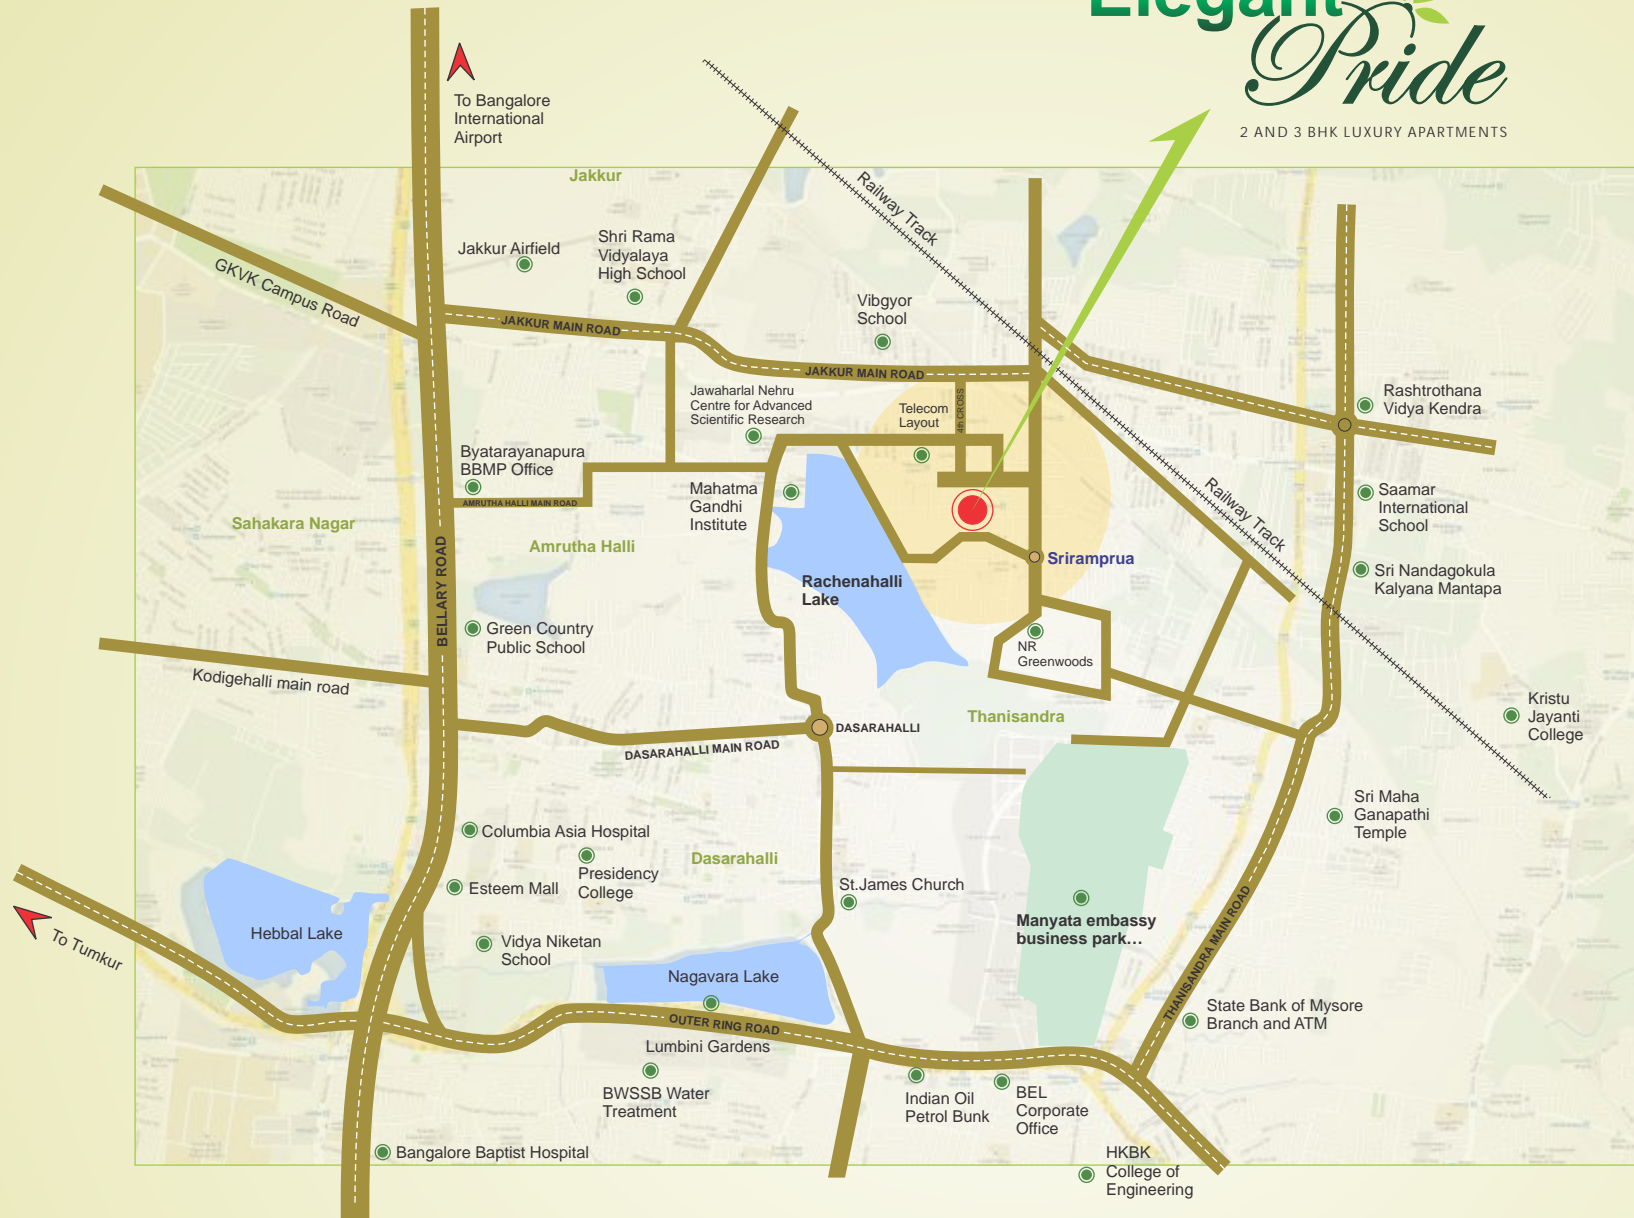 Elegant
Pride
2 AND 3 BHK LUXURY APARTMENTS
To Bangalore
International
Airport
Jakkur
Railway Track
Jakkur Airfield
Shri Rama
Vidyalaya
High School
GKVK Campus Road
JAKKUR MAIN ROAD
Vibgyor
School
JAKKUR MAIN ROAD
Jawaharlal Nehru
Centre for Advanced
Scientific Research
Telecom
Layout
4th CROSS
Rashtrothana
Vidya Kendra
Byatarayanapura
BBMP Office
AMRUTHA HALLI MAIN ROAD
Mahatma
Gandhi
Institute
Railway Track
Saamar
International
School
Sahakara Nagar
Amrutha Halli
BELLARY ROAD
Srirampura
Rachenahalli
Lake
Sri Nandagokula
Kalyana Mantapa
Green Country
Public School
NR
Greenwoods
Kodigehalli main road
Thanisandra
Kristu
Jayanti
College
DASARAHALLI
DASARAHALLI MAIN ROAD
Sri Maha
Ganapathi
Temple
Columbia Asia Hospital
Presidency
College
Dasarahalli
Esteem Mall
St.James Church
Manyata embassy
business park...
THANISANDRA MAIN ROAD
Hebbal Lake
To Tumkur
Vidya Niketan
School
Nagavara Lake
OUTER RING ROAD
Lumbini Gardens
State Bank of Mysore
Branch and ATM
BWSSB Water
Treatment
Indian Oil
Petrol Bunk
BEL
Corporate
Office
Bangalore Baptist Hospital
HKBK
College of
Engineering